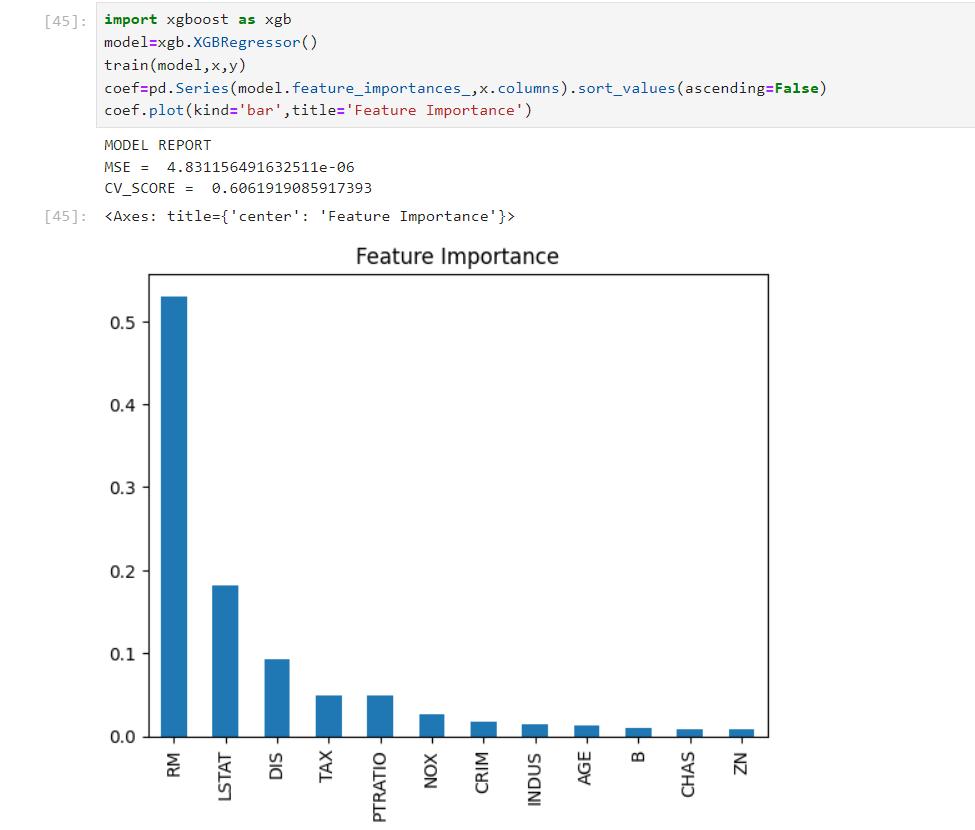 [45]: import xgboost as xgb
model=xgb.XGBRegressor()
train(model,x,y)
coef=pd.Series(model.feature_importances_,x.columns).sort_values(ascending=False)
coef.plot(kind='bar',title='Feature Importance')
MODEL REPORT
MSE =  4.831156491632511e-06
CV_SCORE =  0.6061919085917393
[45]: <Axes: title={'center': 'Feature Importance'}>
Feature Importance
0.5
0.4
0.3
0.2
0.1
0.0
RM LSTAT DIS TAX PTRATIO NOX CRIM INDUS AGE B CHAS ZN